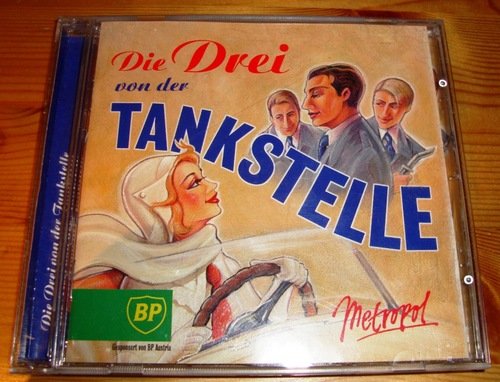 Die Drei
von der
TANKSTELLE
BP
Gesponsert von BP Austria
Metropol
Die Drei von der Tankstelle